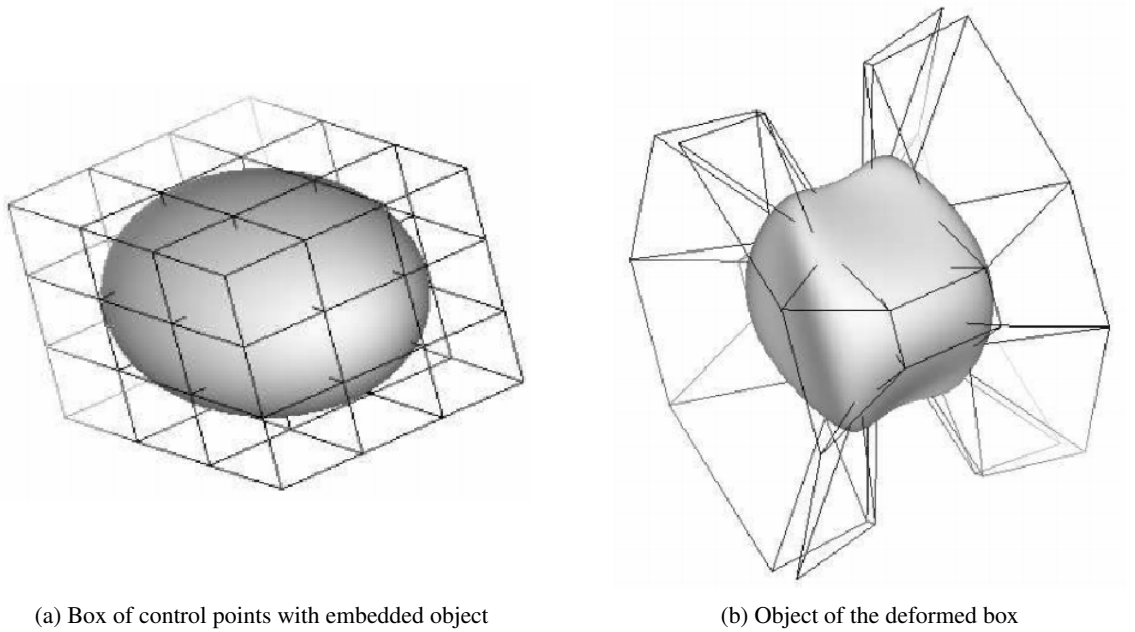 (a) Box of control points with embedded object
(b) Object of the deformed box